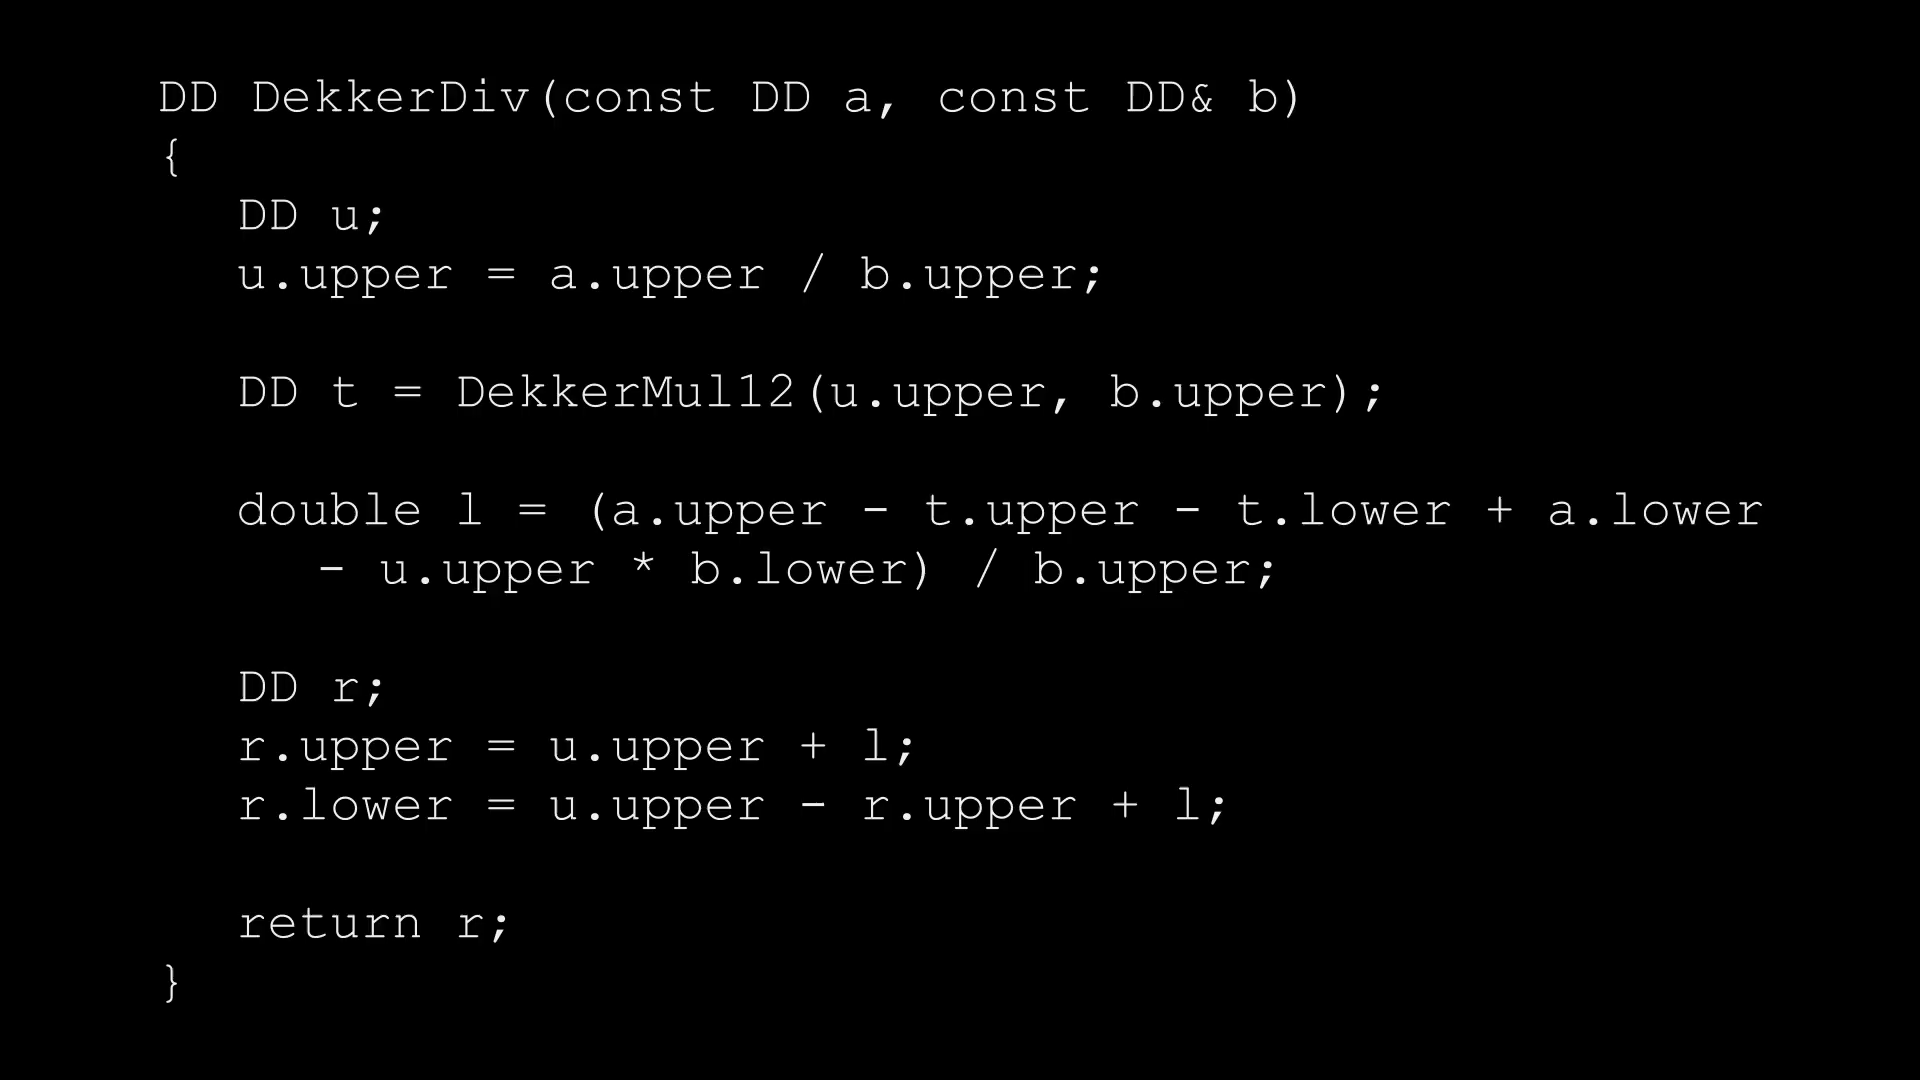 DD DekkerDiv(const DD a, const DD& b)
{
DD u;
u.upper = a.upper / b.upper;
DD t = DekkerMul12(u.upper, b.upper);
double l = (a.upper - t.upper - t.lower + a.lower
- u.upper * b.lower) / b.upper;
DD r;
r.upper = u.upper + l;
r.lower = u.upper - r.upper + l;
return r;
}